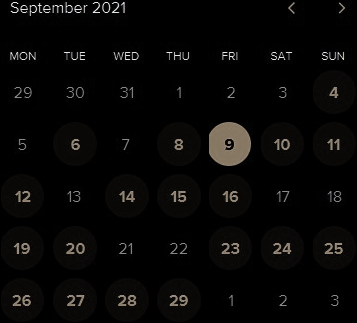 September 2021
MON TUE WED THU FRI SAT SUN
29 30 31 1 2 3 4
5 6 7 8 9 10 11
12 13 14 15 16 17 18
19 20 21 22 23 24 25
26 27 28 29 1 2 3